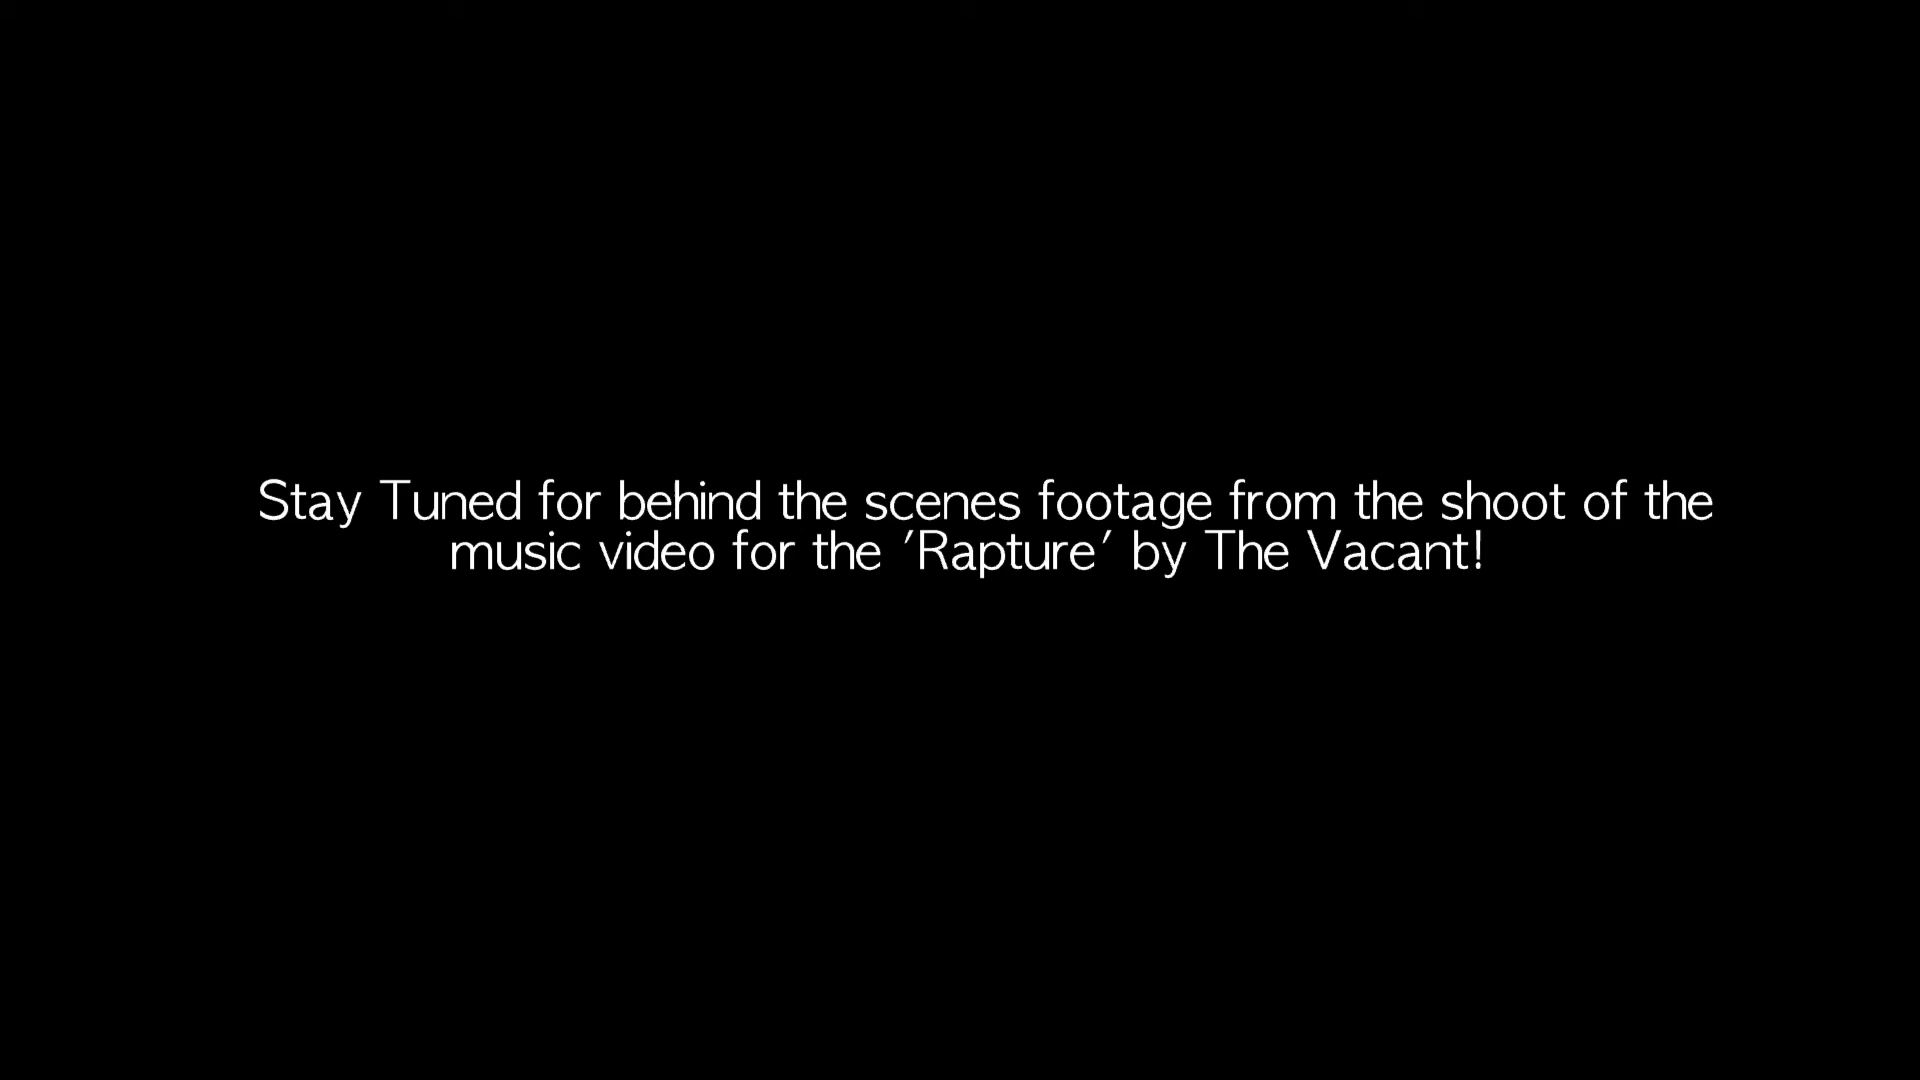 Stay Tuned for behind the scenes footage from the shoot of the
music video for the 'Rapture' by The Vacant!